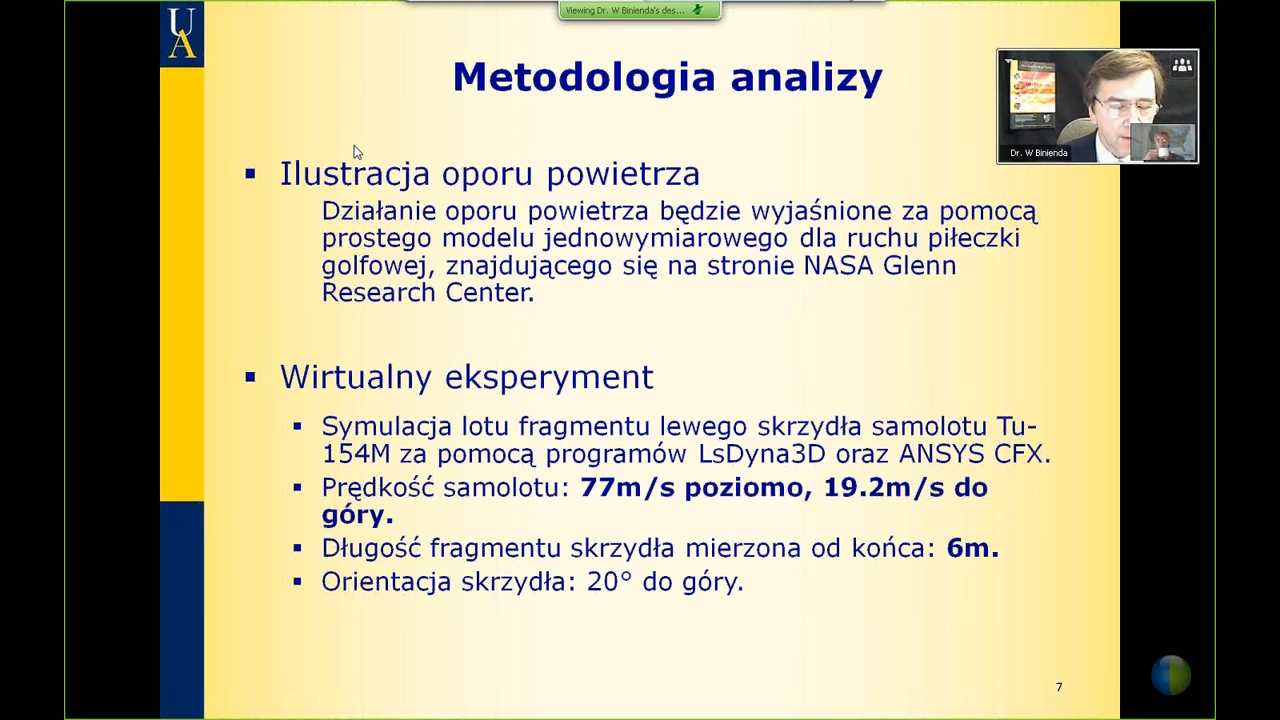 Viewing Dr. W Binienda's des...
U
A
Metodologia analizy
Dr. W Binienda
▪ Ilustracja oporu powietrza
Działanie oporu powietrza będzie wyjaśnione za pomocą
prostego modelu jednowymiarowego dla ruchu piłeczki
golfowej, znajdującego się na stronie NASA Glenn
Research Center.
▪ Wirtualny eksperyment
▪ Symulacja lotu fragmentu lewego skrzydła samolotu Tu-
154M za pomocą programów LsDyna3D oraz ANSYS CFX.
▪ Prędkość samolotu: 77m/s poziomo, 19.2m/s do
góry.
▪ Długość fragmentu skrzydła mierzona od końca: 6m.
▪ Orientacja skrzydła: 20° do góry.
7